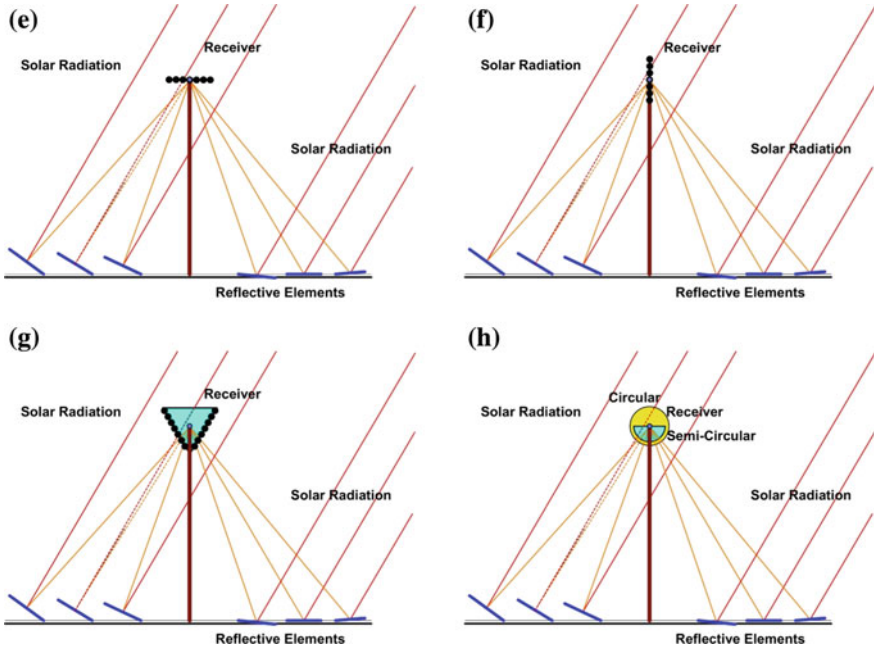 (e)
Receiver
Solar Radiation
Solar Radiation
Reflective Elements
(f)
Receiver
Solar Radiation
Solar Radiation
Reflective Elements
(g)
Receiver
Solar Radiation
Solar Radiation
Reflective Elements
(h)
Circular
Receiver
Solar Radiation
Semi-Circular
Solar Radiation
Reflective Elements